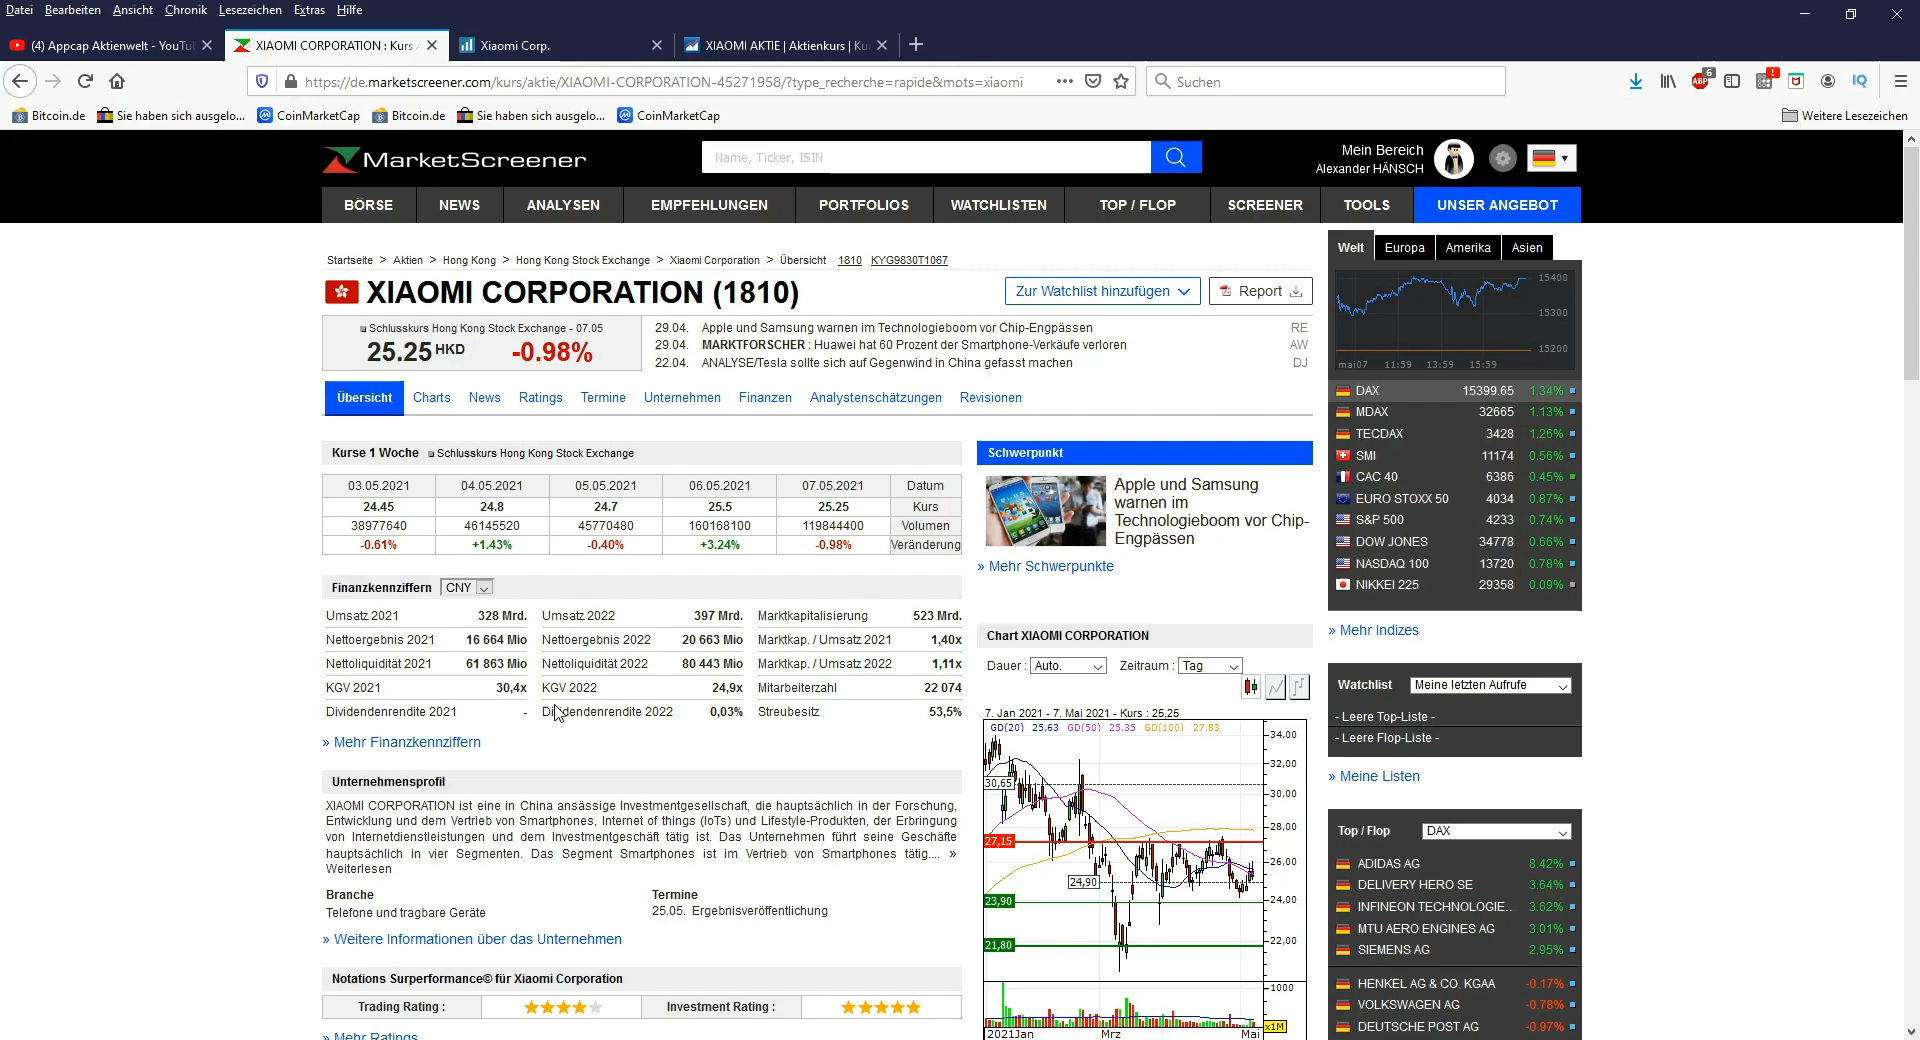 Datei Bearbeiten Ansicht Chronik Lesezeichen Extras Hilfe
(4) Appcap Aktienwelt - YouTu XIAOMI CORPORATION : Kurs Xiaomi Corp. XIAOMI AKTIE | Aktienkurs | Ku
https://de.marketscreener.com/kurs/aktie/XIAOMI-CORPORATION-45271958/?type_recherche=rapide&mots=xiaomi Suchen ABP 6 ! IQ
Bitcoin.de Sie haben sich ausgelo... CoinMarketCap Bitcoin.de Sie haben sich ausgelo... CoinMarketCap Weitere Lesezeichen
MarketScreener Name, Ticker, ISIN Mein Bereich
Alexander HÄNSCH
BÖRSE NEWS ANALYSEN EMPFEHLUNGEN PORTFOLIOS WATCHLISTEN TOP / FLOP SCREENER TOOLS UNSER ANGEBOT
Startseite > Aktien > Hong Kong > Hong Kong Stock Exchange > Xiaomi Corporation > Übersicht 1810 KYG9830T1067
XIAOMI CORPORATION (1810) Zur Watchlist hinzufügen Report
Schlusskurs Hong Kong Stock Exchange - 07.05
25.25 HKD -0.98%
29.04. Apple und Samsung warnen im Technologieboom vor Chip-Engpässen RE
29.04. MARKTFORSCHER : Huawei hat 60 Prozent der Smartphone-Verkäufe verloren AW
22.04. ANALYSE/Tesla sollte sich auf Gegenwind in China gefasst machen DJ
Übersicht Charts News Ratings Termine Unternehmen Finanzen Analystenschätzungen Revisionen
Kurse 1 Woche Schlusskurs Hong Kong Stock Exchange
03.05.2021 04.05.2021 05.05.2021 06.05.2021 07.05.2021 Datum
24.45 24.8 24.7 25.5 25.25 Kurs
38977640 46145520 45770480 160168100 119844400 Volumen
-0.61% +1.43% -0.40% +3.24% -0.98% Veränderung
Finanzkennziffern CNY
Umsatz 2021 328 Mrd. Umsatz 2022 397 Mrd. Marktkapitalisierung 523 Mrd.
Nettoergebnis 2021 16 664 Mio Nettoergebnis 2022 20 663 Mio Marktkap. / Umsatz 2021 1,40x
Nettoliquidität 2021 61 863 Mio Nettoliquidität 2022 80 443 Mio Marktkap. / Umsatz 2022 1,11x
KGV 2021 30,4x KGV 2022 24,9x Mitarbeiterzahl 22 074
Dividendenrendite 2021 - Dividendenrendite 2022 0,03% Streubesitz 53,5%
» Mehr Finanzkennziffern
Unternehmensprofil
XIAOMI CORPORATION ist eine in China ansässige Investmentgesellschaft, die hauptsächlich in der Forschung,
Entwicklung und dem Vertrieb von Smartphones, Internet of things (IoTs) und Lifestyle-Produkten, der Erbringung
von Internetdienstleistungen und dem Investmentgeschäft tätig ist. Das Unternehmen führt seine Geschäfte
hauptsächlich in vier Segmenten. Das Segment Smartphones ist im Vertrieb von Smartphones tätig.... »
Weiterlesen
Branche Termine
Telefone und tragbare Geräte 25.05. Ergebnisveröffentlichung
» Weitere Informationen über das Unternehmen
Notations Surperformance© für Xiaomi Corporation
Trading Rating : Investment Rating :
» Mehr Ratings
Schwerpunkt
Apple und Samsung
warnen im
Technologieboom vor Chip-
Engpässen
» Mehr Schwerpunkte
Chart XIAOMI CORPORATION
Dauer : Auto. Zeitraum : Tag
7. Jan 2021 - 7. Mai 2021 - Kurs : 25,25
GD(20) 25,63 GD(50) 25,35 GD(100) 27,83
34,00
32,00
30,65
30,00
28,00
27,15
26,00
24,90
24,00
23,90
22,00
21,80
1000
x1M
2021Jan Mrz Mai
Welt Europa Amerika Asien
15400
15300
15200
mai07 11:59 13:59 15:59
DAX 15399.65 1.34%
MDAX 32665 1.13%
TECDAX 3428 1.26%
SMI 11174 0.56%
CAC 40 6386 0.45%
EURO STOXX 50 4034 0.87%
S&P 500 4233 0.74%
DOW JONES 34778 0.66%
NASDAQ 100 13720 0.78%
NIKKEI 225 29358 0.09%
» Mehr Indizes
Watchlist Meine letzten Aufrufe
- Leere Top-Liste -
- Leere Flop-Liste -
» Meine Listen
Top / Flop DAX
ADIDAS AG 8.42%
DELIVERY HERO SE 3.64%
INFINEON TECHNOLOGIE... 3.62%
MTU AERO ENGINES AG 3.01%
SIEMENS AG 2.95%
HENKEL AG & CO. KGAA -0.17%
VOLKSWAGEN AG -0.78%
DEUTSCHE POST AG -0.97%